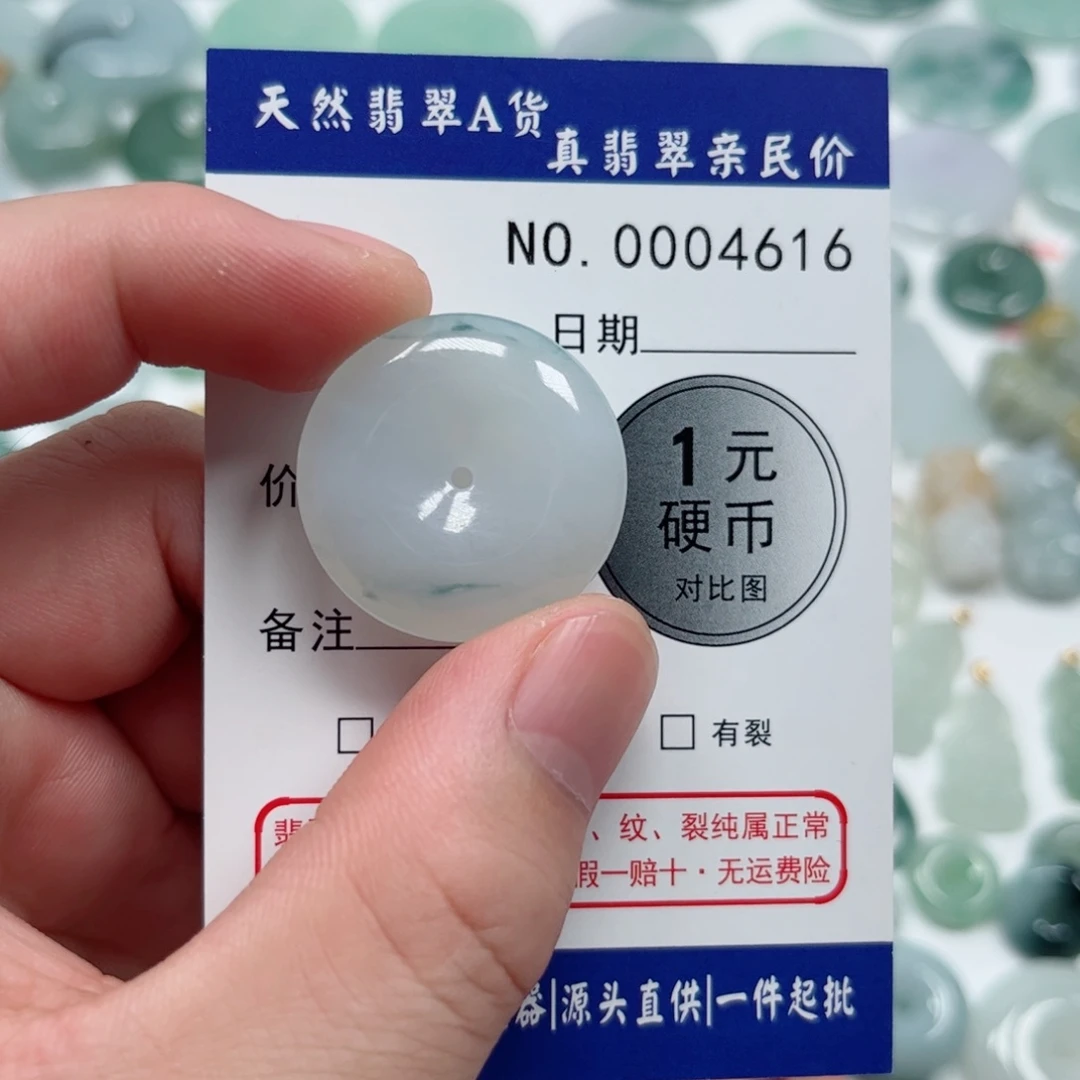 天然翡翠A货
真翡翠亲民价
NO. 0004616
日期
价
1元
硬币
对比图
备注
有裂
、纹、裂纯属正常
假一赔十·无运费险
器|源头直供|一件起批